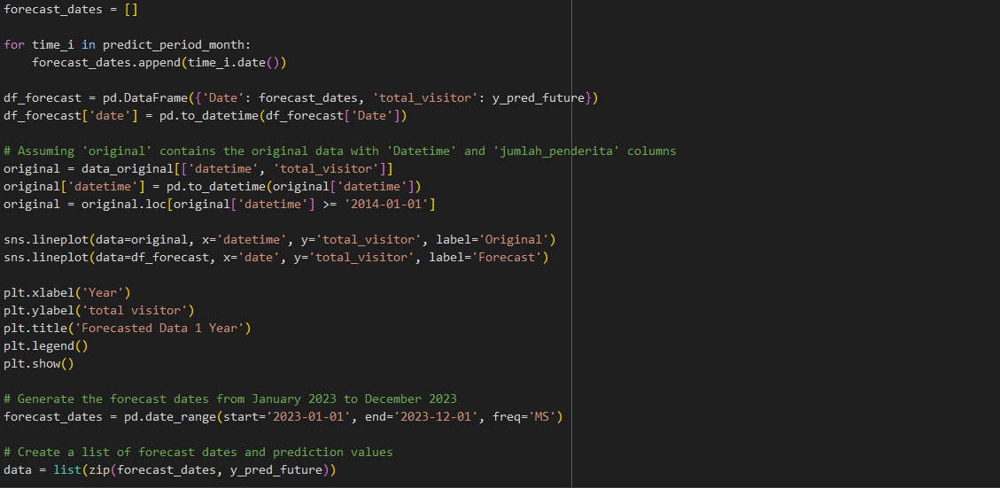 forecast_dates = []
for time_i in predict_period_month:
    forecast_dates.append(time_i.date())
df_forecast = pd.DataFrame({'Date': forecast_dates, 'total_visitor': y_pred_future})
df_forecast['date'] = pd.to_datetime(df_forecast['Date'])
# Assuming 'original' contains the original data with 'Datetime' and 'jumlah_penderita' columns
original = data_original[['datetime', 'total_visitor']]
original['datetime'] = pd.to_datetime(original['datetime'])
original = original.loc[original['datetime'] >= '2014-01-01']
sns.lineplot(data=original, x='datetime', y='total_visitor', label='Original')
sns.lineplot(data=df_forecast, x='date', y='total_visitor', label='Forecast')
plt.xlabel('Year')
plt.ylabel('total visitor')
plt.title('Forecasted Data 1 Year')
plt.legend()
plt.show()
# Generate the forecast dates from January 2023 to December 2023
forecast_dates = pd.date_range(start='2023-01-01', end='2023-12-01', freq='MS')
# Create a list of forecast dates and prediction values
data = list(zip(forecast_dates, y_pred_future))